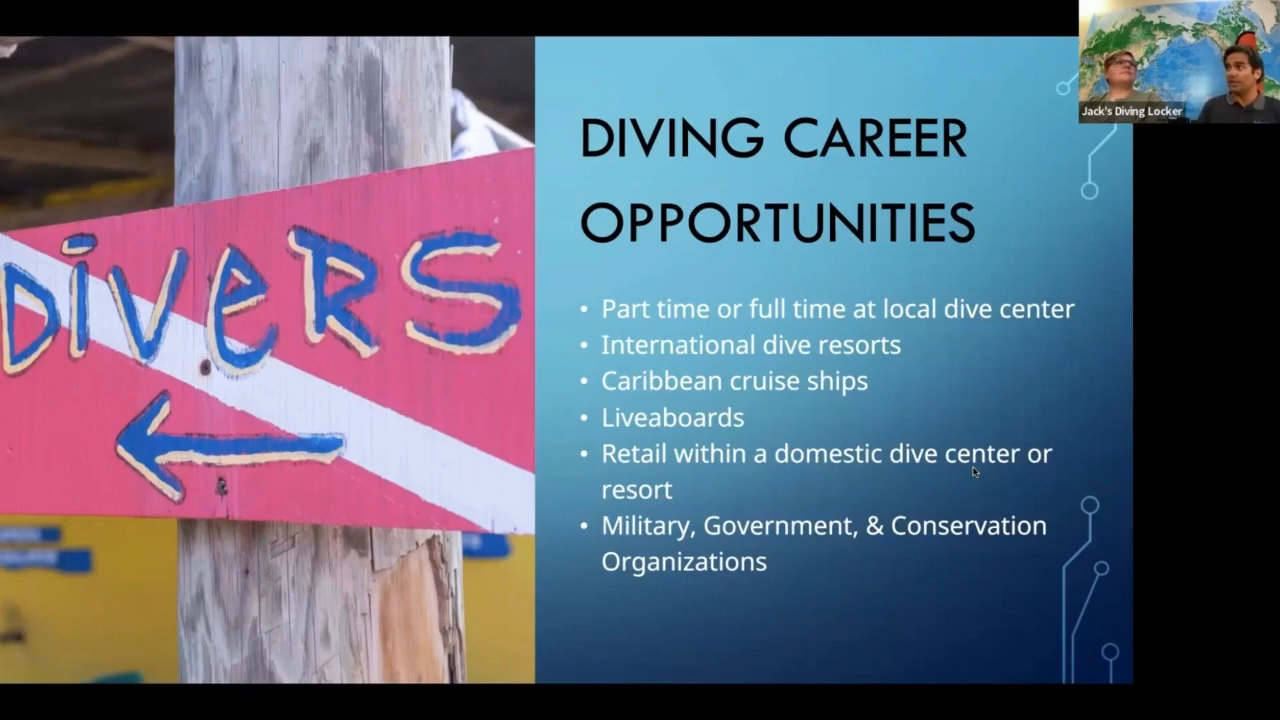 Jack's Diving Locker
DIVING CAREER
OPPORTUNITIES
DIVERS
• Part time or full time at local dive center
• International dive resorts
• Caribbean cruise ships
• Liveaboards
• Retail within a domestic dive center or
resort
• Military, Government, & Conservation
Organizations